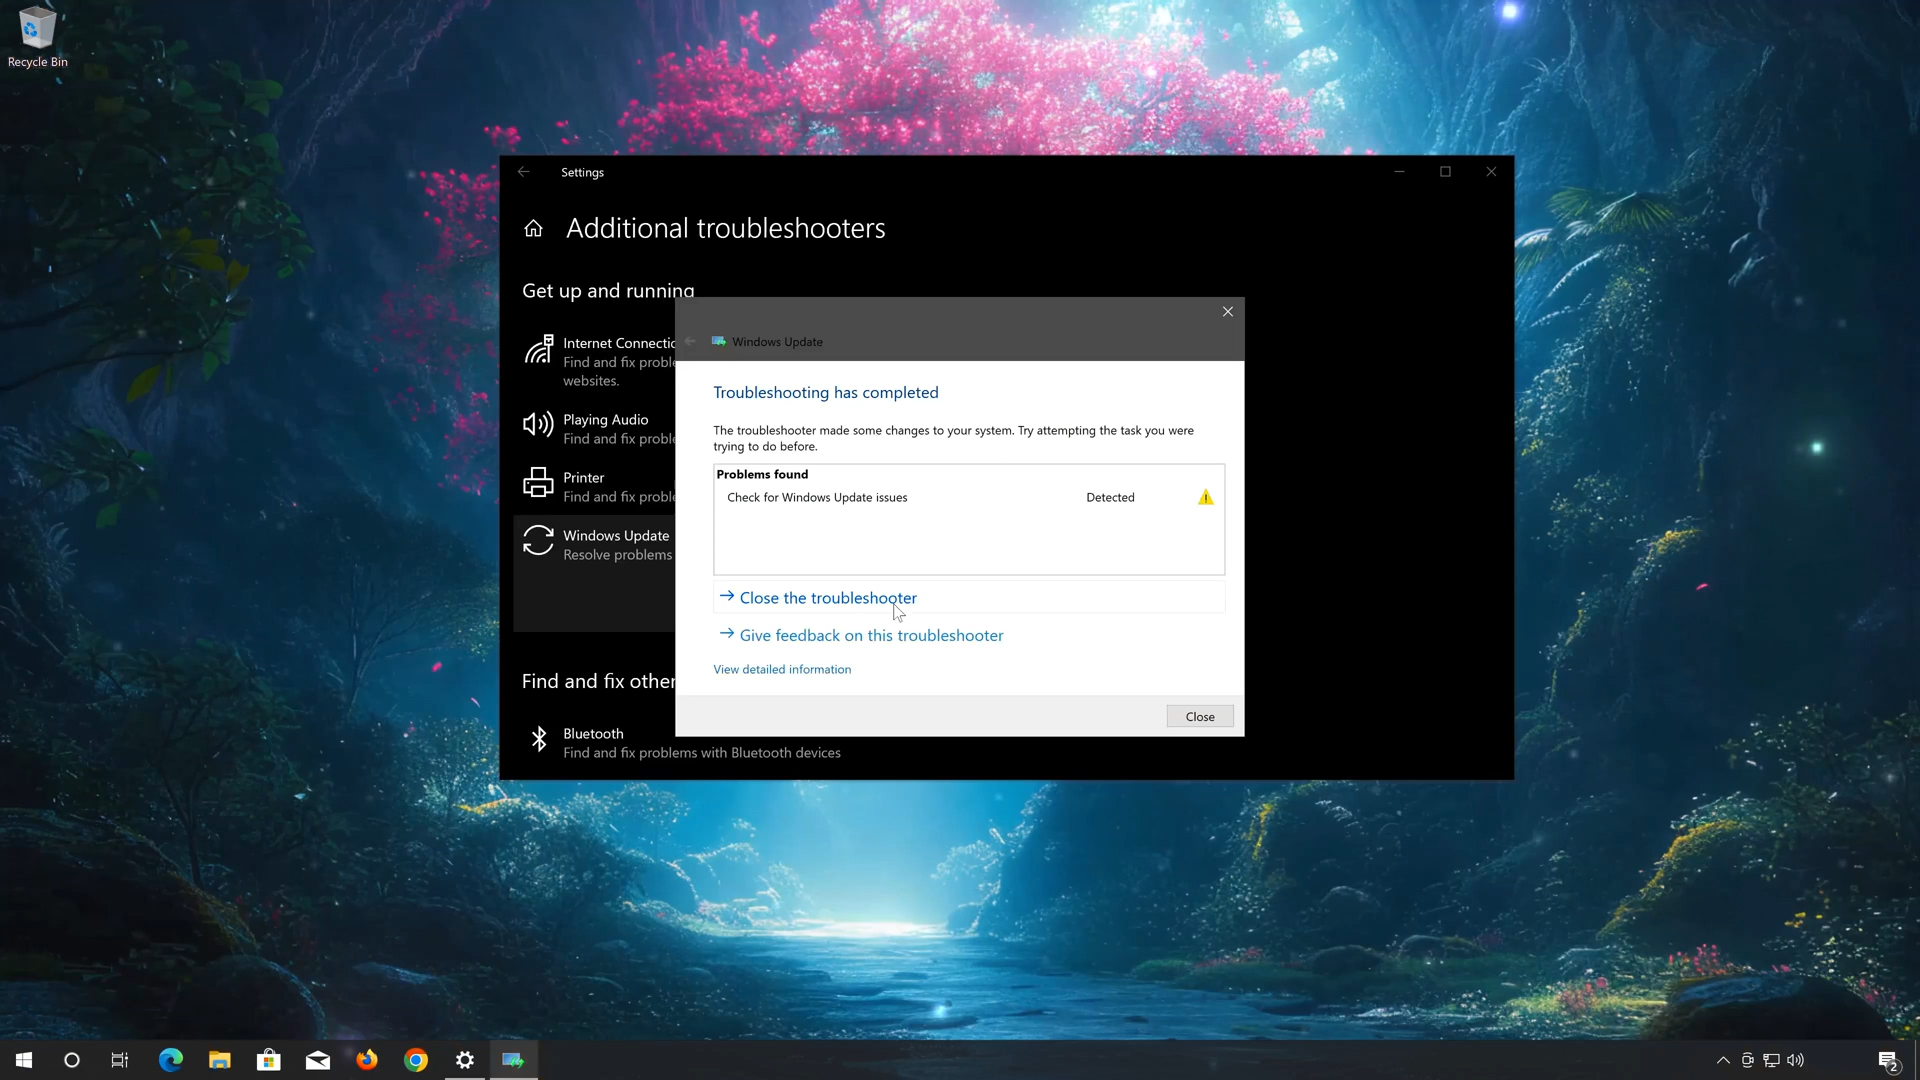 Recycle Bin
Settings
Additional troubleshooters
Get up and running
Internet Connectio
Find and fix proble
websites.
Playing Audio
Find and fix proble
Printer
Find and fix proble
Windows Update
Resolve problems
Find and fix other
Bluetooth
Find and fix problems with Bluetooth devices
Windows Update
Troubleshooting has completed
The troubleshooter made some changes to your system. Try attempting the task you were
trying to do before.
Problems found
Check for Windows Update issues Detected
Close the troubleshooter
Give feedback on this troubleshooter
View detailed information
Close
2